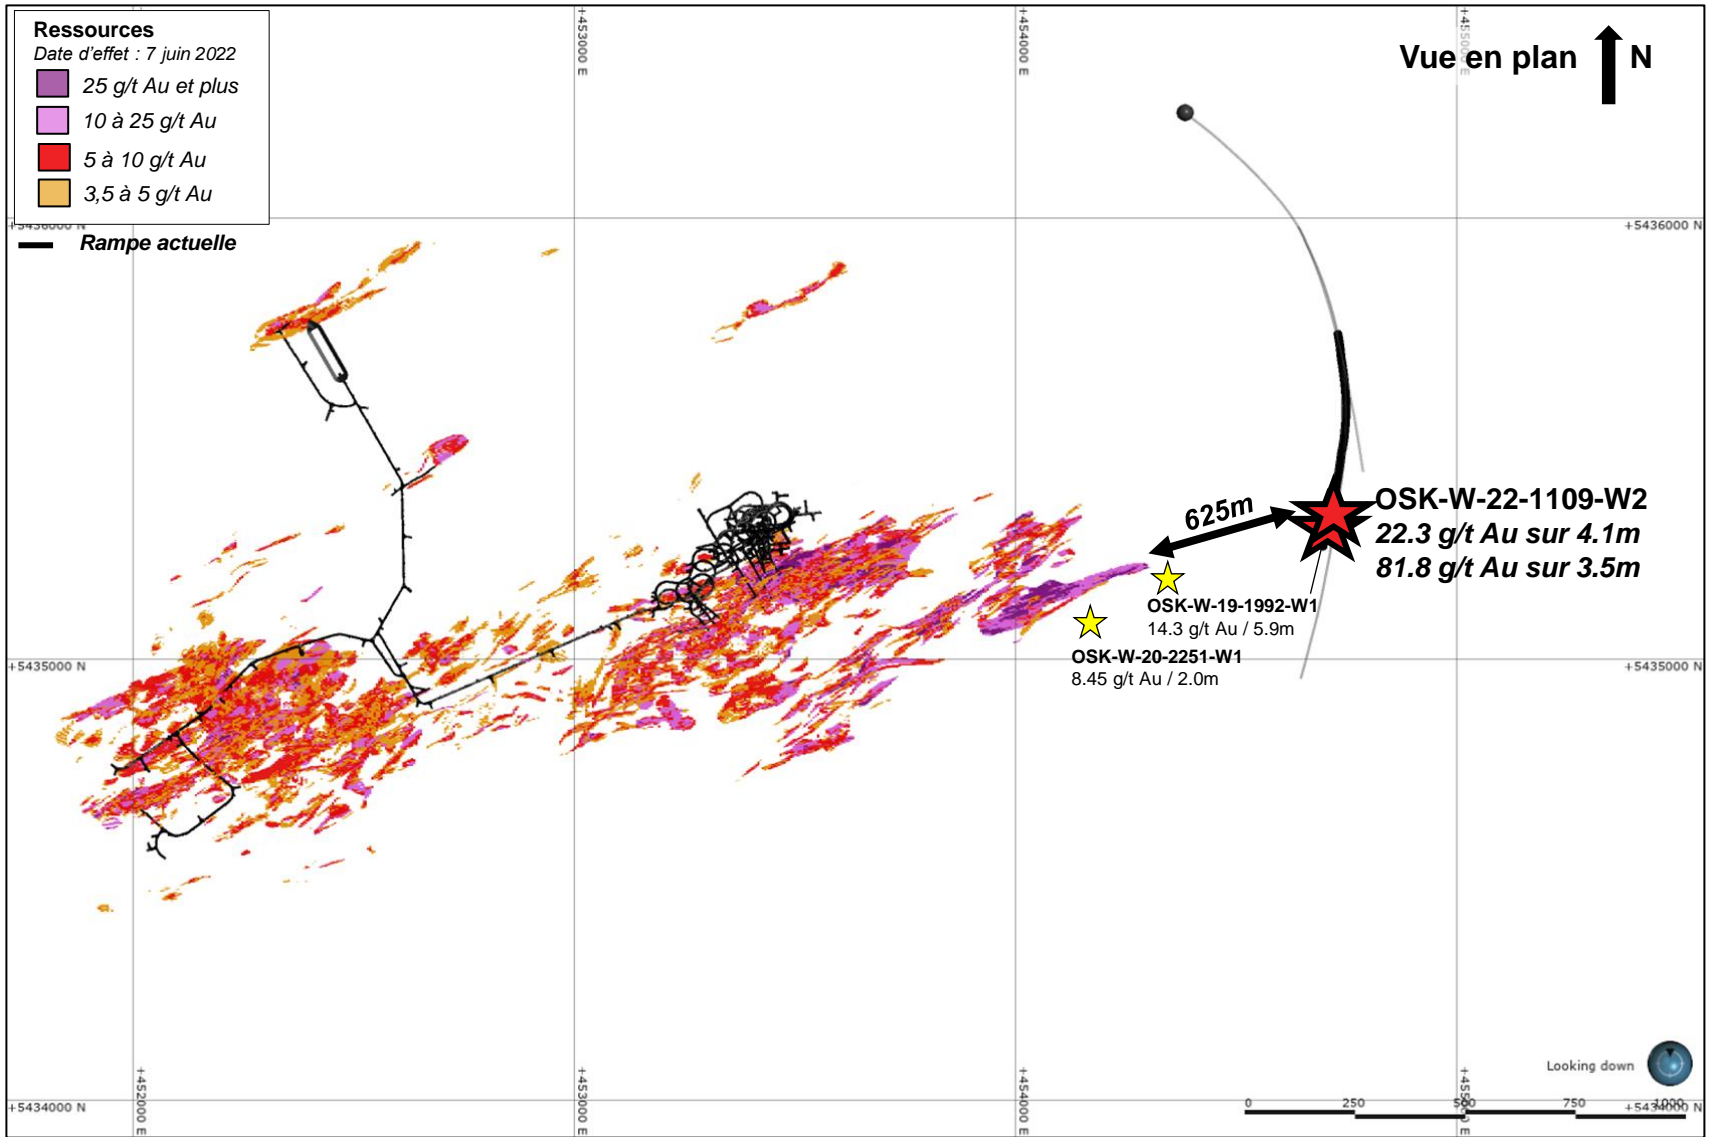 Ressources
Date d'effet : 7 juin 2022
25 g/t Au et plus
10 à 25 g/t Au
5 à 10 g/t Au
3,5 à 5 g/t Au
Rampe actuelle
+453000 E
+454000 E
+455000 E
Vue en plan N
+5436000 N
+5436000 N
625m
OSK-W-22-1109-W2
22.3 g/t Au sur 4.1m
81.8 g/t Au sur 3.5m
OSK-W-19-1992-W1
14.3 g/t Au / 5.9m
OSK-W-20-2251-W1
8.45 g/t Au / 2.0m
+5435000 N
+5435000 N
Looking down
+5434000 N
+452000 E
+453000 E
+454000 E
+455000 E
0 250 500 750 1000
+5434000 N